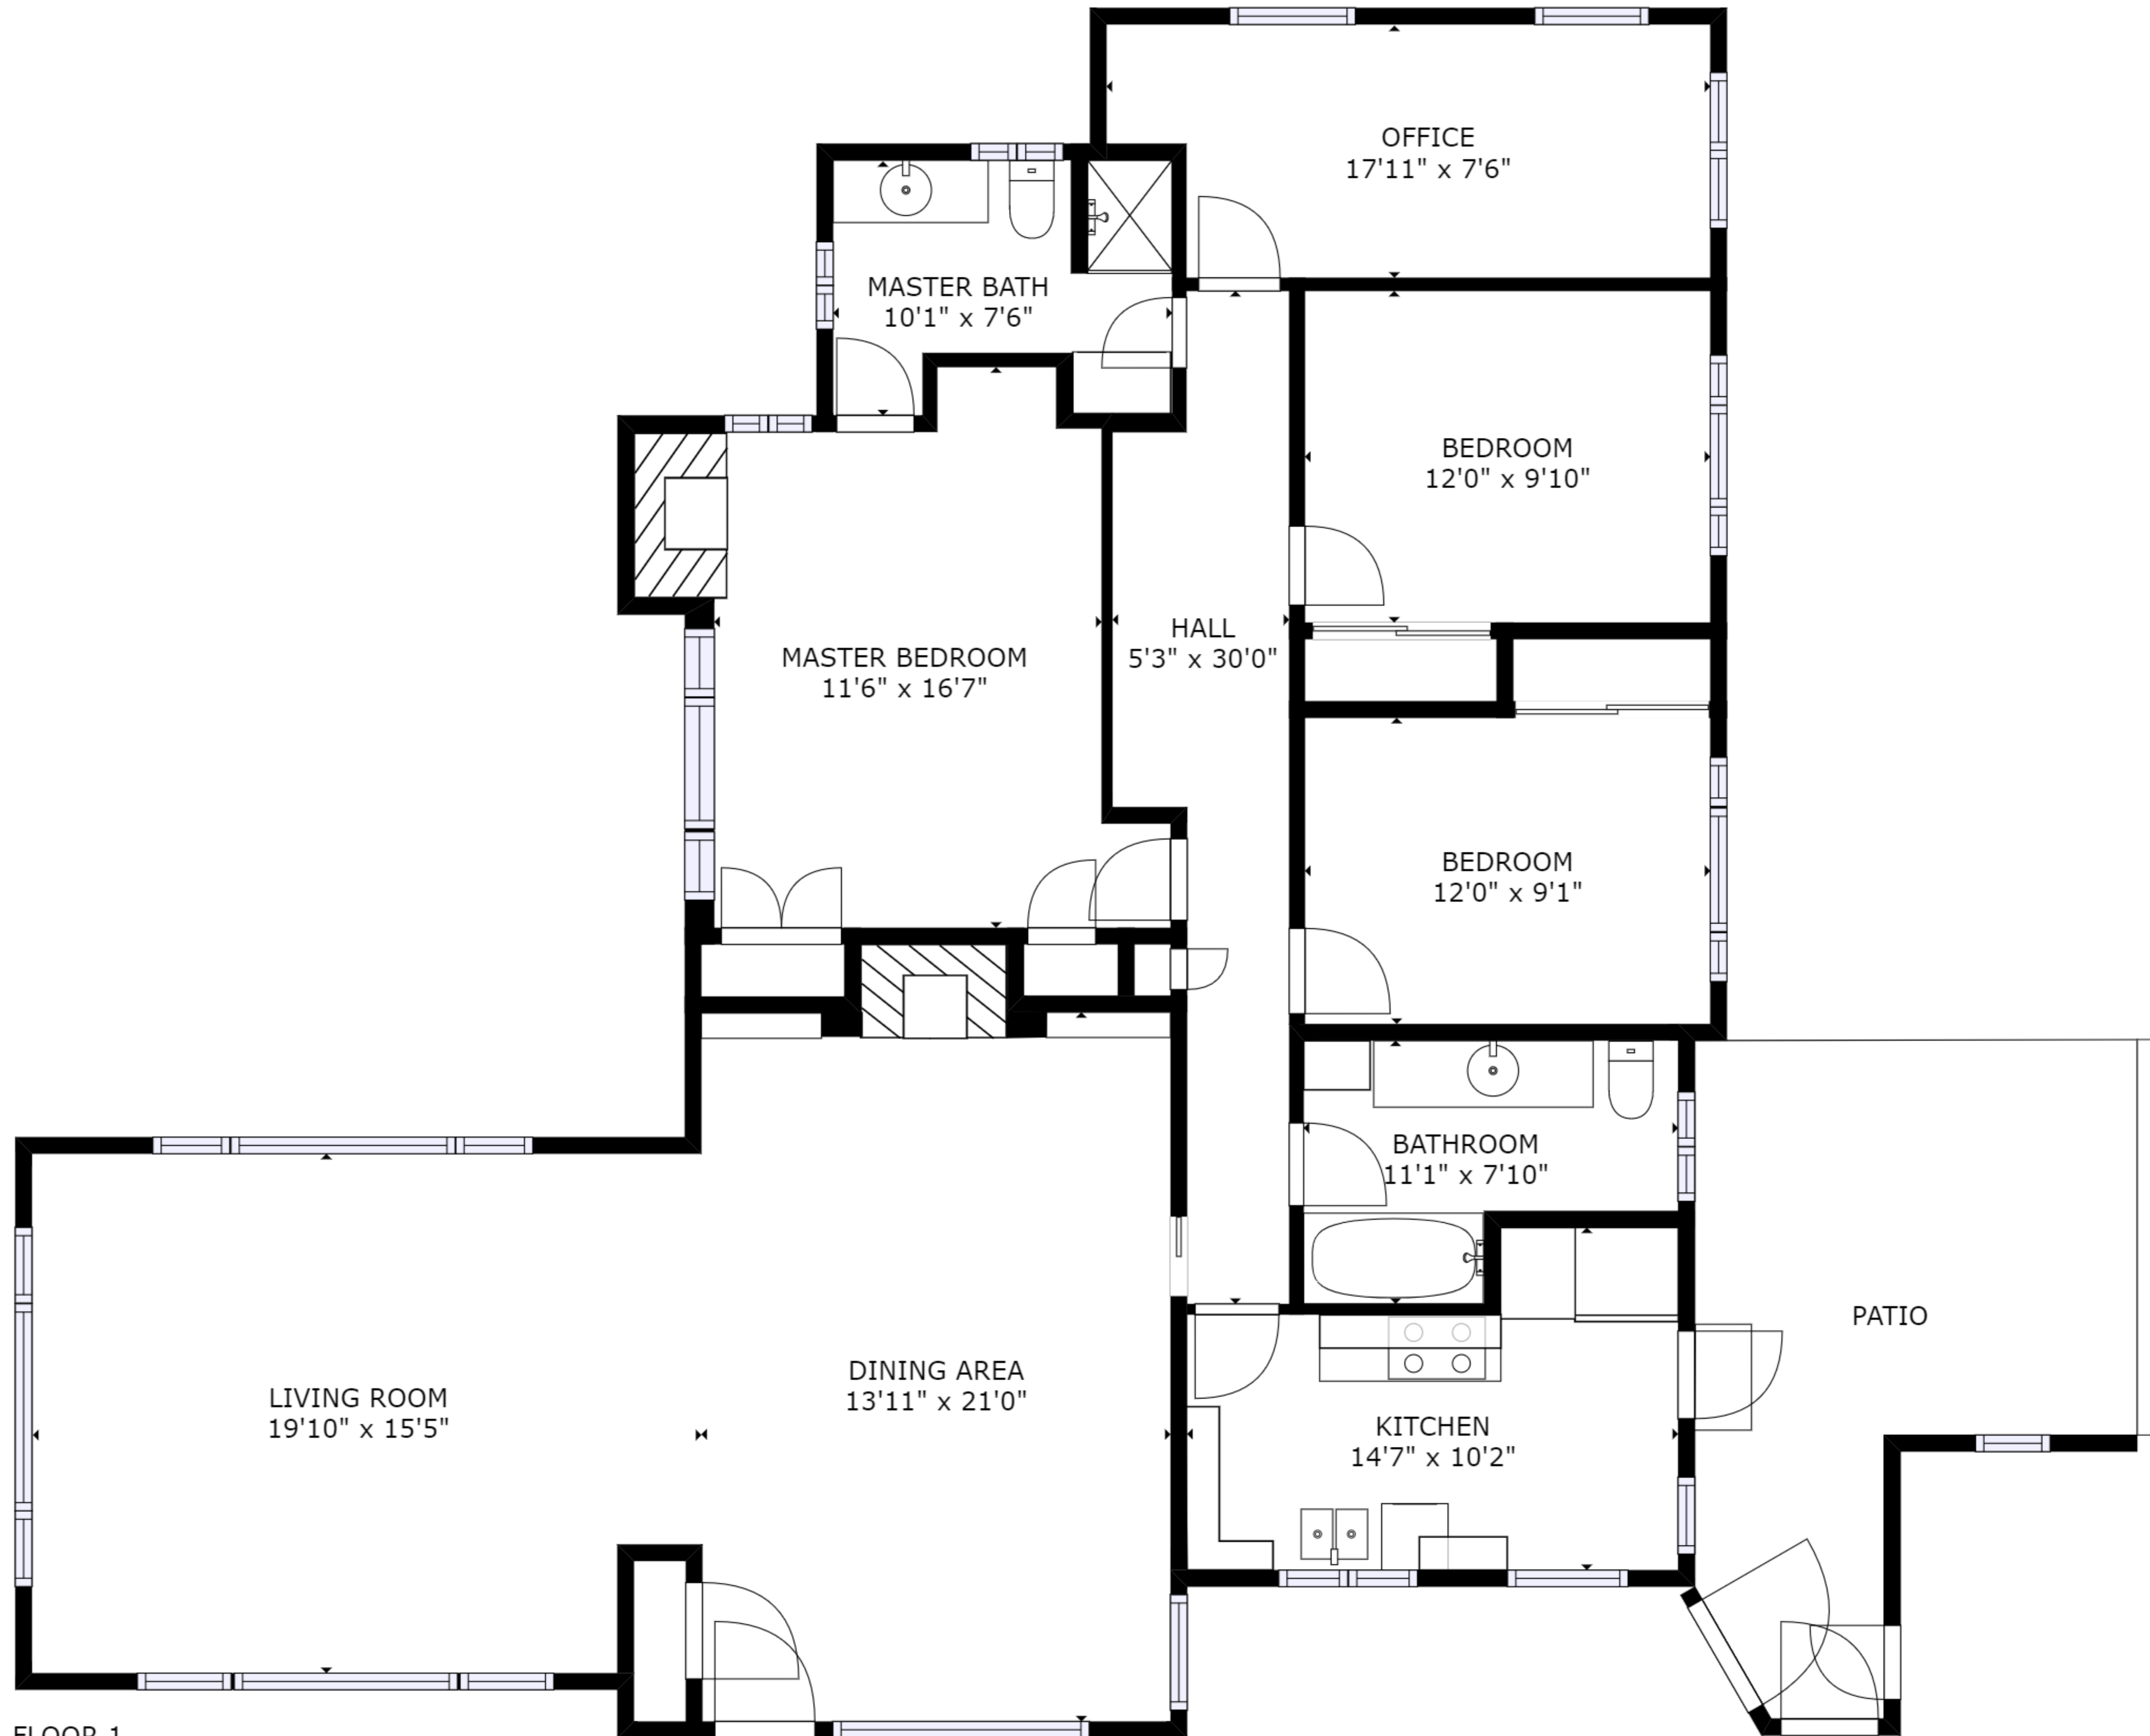 OFFICE
17'11" x 7'6"
MASTER BATH
10'1" x 7'6"
BEDROOM
12'0" x 9'10"
HALL
5'3" x 30'0"
MASTER BEDROOM
11'6" x 16'7"
BEDROOM
12'0" x 9'1"
BATHROOM
11'1" x 7'10"
PATIO
DINING AREA
13'11" x 21'0"
LIVING ROOM
19'10" x 15'5"
KITCHEN
14'7" x 10'2"
FLOOR 1